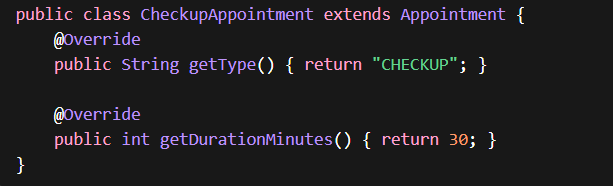 public class CheckupAppointment extends Appointment {
    @Override
    public String getType() { return "CHECKUP"; }

    @Override
    public int getDurationMinutes() { return 30; }
}